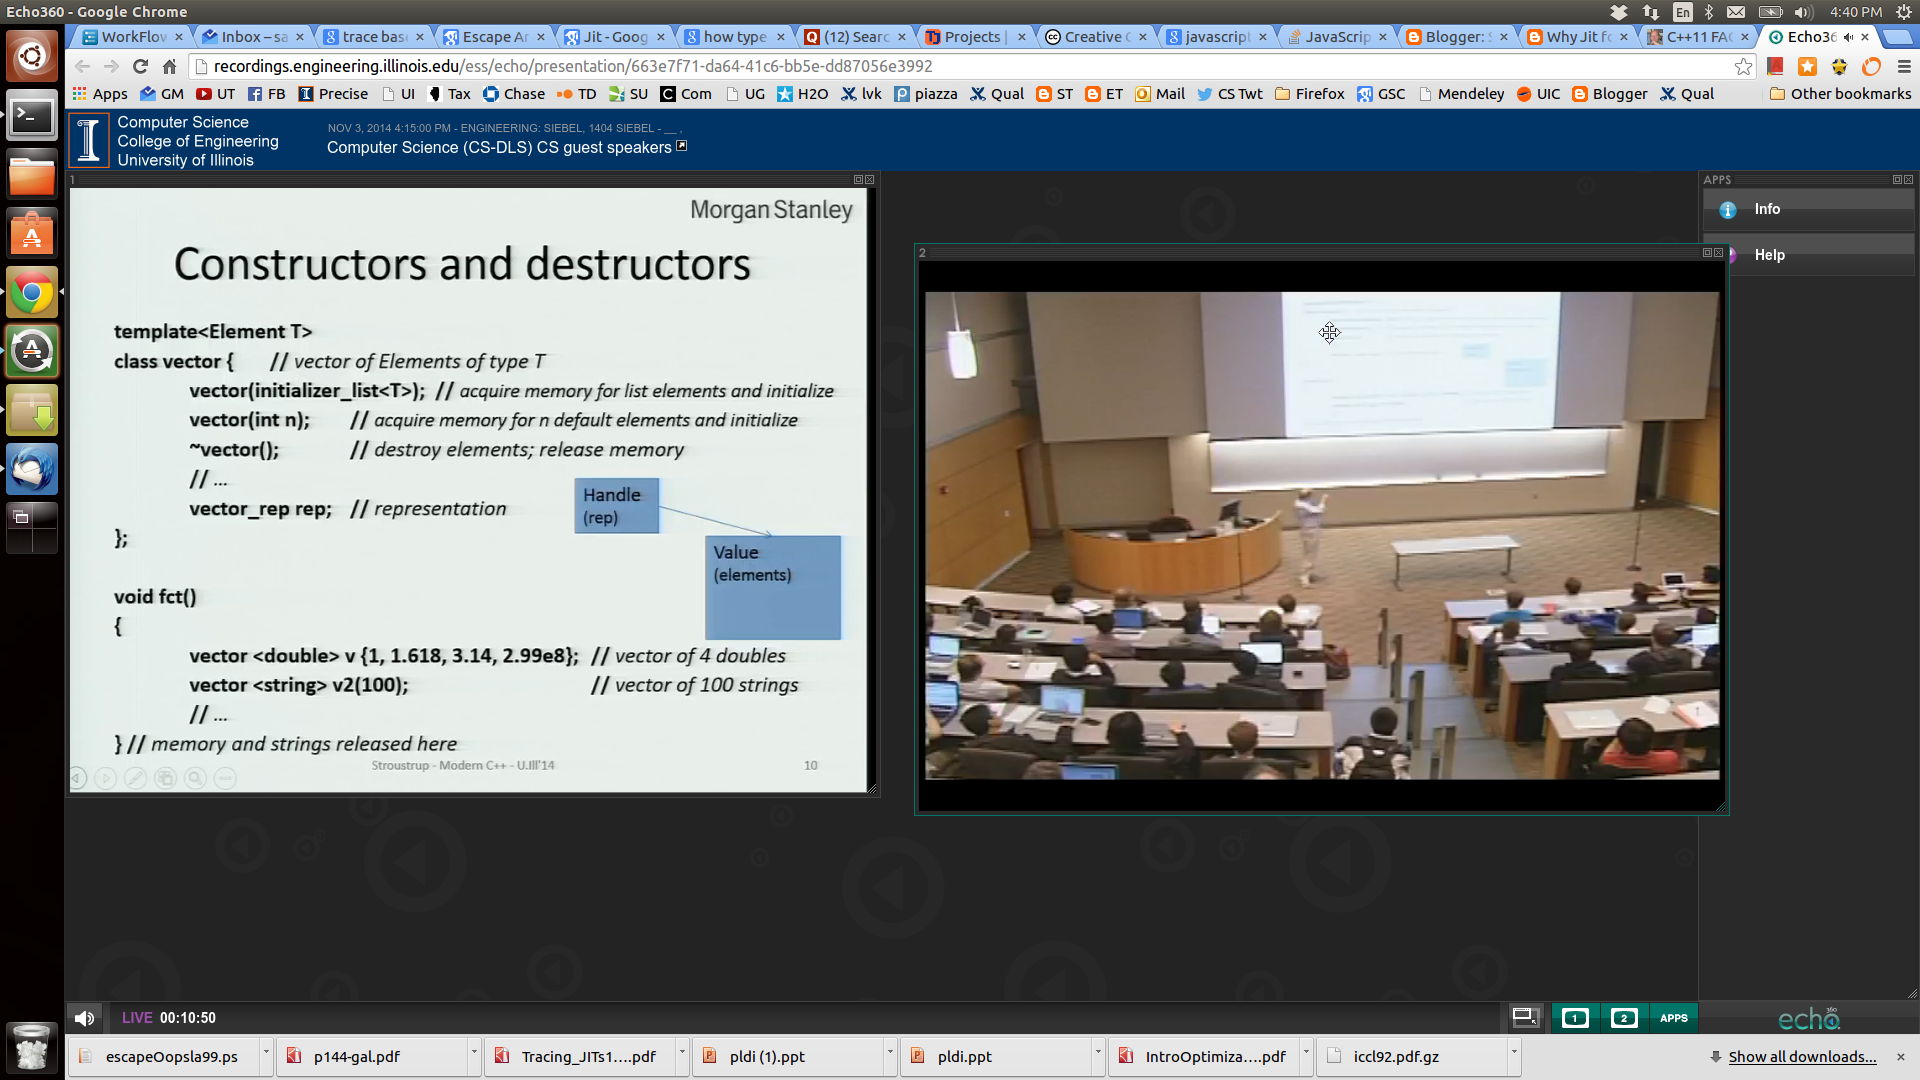 Echo360 - Google Chrome
En
4:40 PM
WorkFlow
Inbox – sa
trace base
Escape Ar
Jit - Goog
how type
(12) Searc
Projects |
Creative C
javascript
JavaScrip
Blogger: S
Why Jit fo
C++11 FAQ
Echo36
recordings.engineering.illinois.edu/ess/echo/presentation/663e7f71-da64-41c6-bb5e-dd87056e3992
Apps
GM
UT
FB
Precise
UI
Tax
Chase
TD
SU
Com
UG
H2O
lvk
piazza
Qual
ST
ET
Mail
CS Twt
Firefox
GSC
Mendeley
UIC
Blogger
Qual
Other bookmarks
Computer Science
College of Engineering
University of Illinois
NOV 3, 2014 4:15:00 PM - ENGINEERING: SIEBEL, 1404 SIEBEL - __ ,
Computer Science (CS-DLS) CS guest speakers
1
Morgan Stanley
Constructors and destructors
template<Element T>
class vector { // vector of Elements of type T
vector(initializer_list<T>); // acquire memory for list elements and initialize
vector(int n); // acquire memory for n default elements and initialize
~vector(); // destroy elements; release memory
// ...
vector_rep rep; // representation
};
Handle
(rep)
Value
(elements)
void fct()
{
vector <double> v {1, 1.618, 3.14, 2.99e8}; // vector of 4 doubles
vector <string> v2(100); // vector of 100 strings
// ...
} // memory and strings released here
Stroustrup - Modern C++ - U.Ill'14
10
2
APPS
Info
Help
LIVE 00:10:50
1
2
APPS
echo360
escapeOopsla99.ps
p144-gal.pdf
Tracing_JITs1....pdf
pldi (1).ppt
pldi.ppt
IntroOptimiza....pdf
iccl92.pdf.gz
Show all downloads...